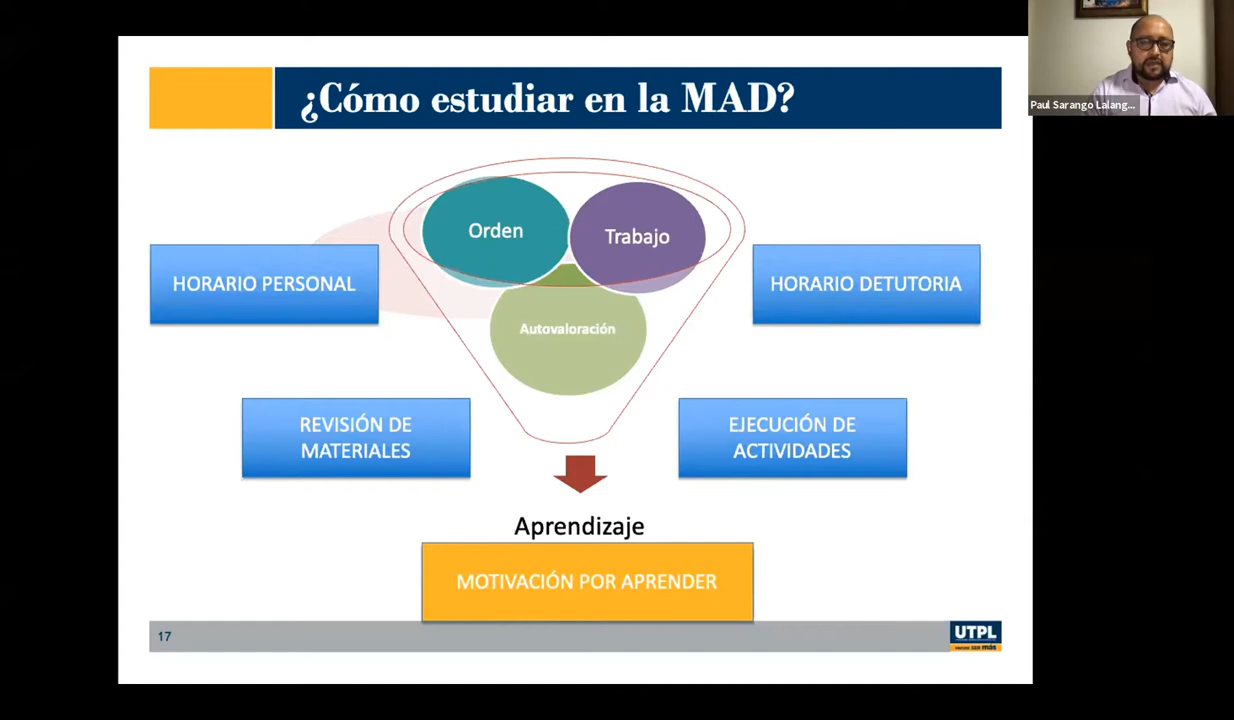 ¿Cómo estudiar en la MAD?
Paul Sarango Lalang...
Orden
Trabajo
HORARIO PERSONAL
HORARIO DETUTORIA
Autovaloración
REVISIÓN DE
MATERIALES
EJECUCIÓN DE
ACTIVIDADES
Aprendizaje
MOTIVACIÓN POR APRENDER
17
UTPL